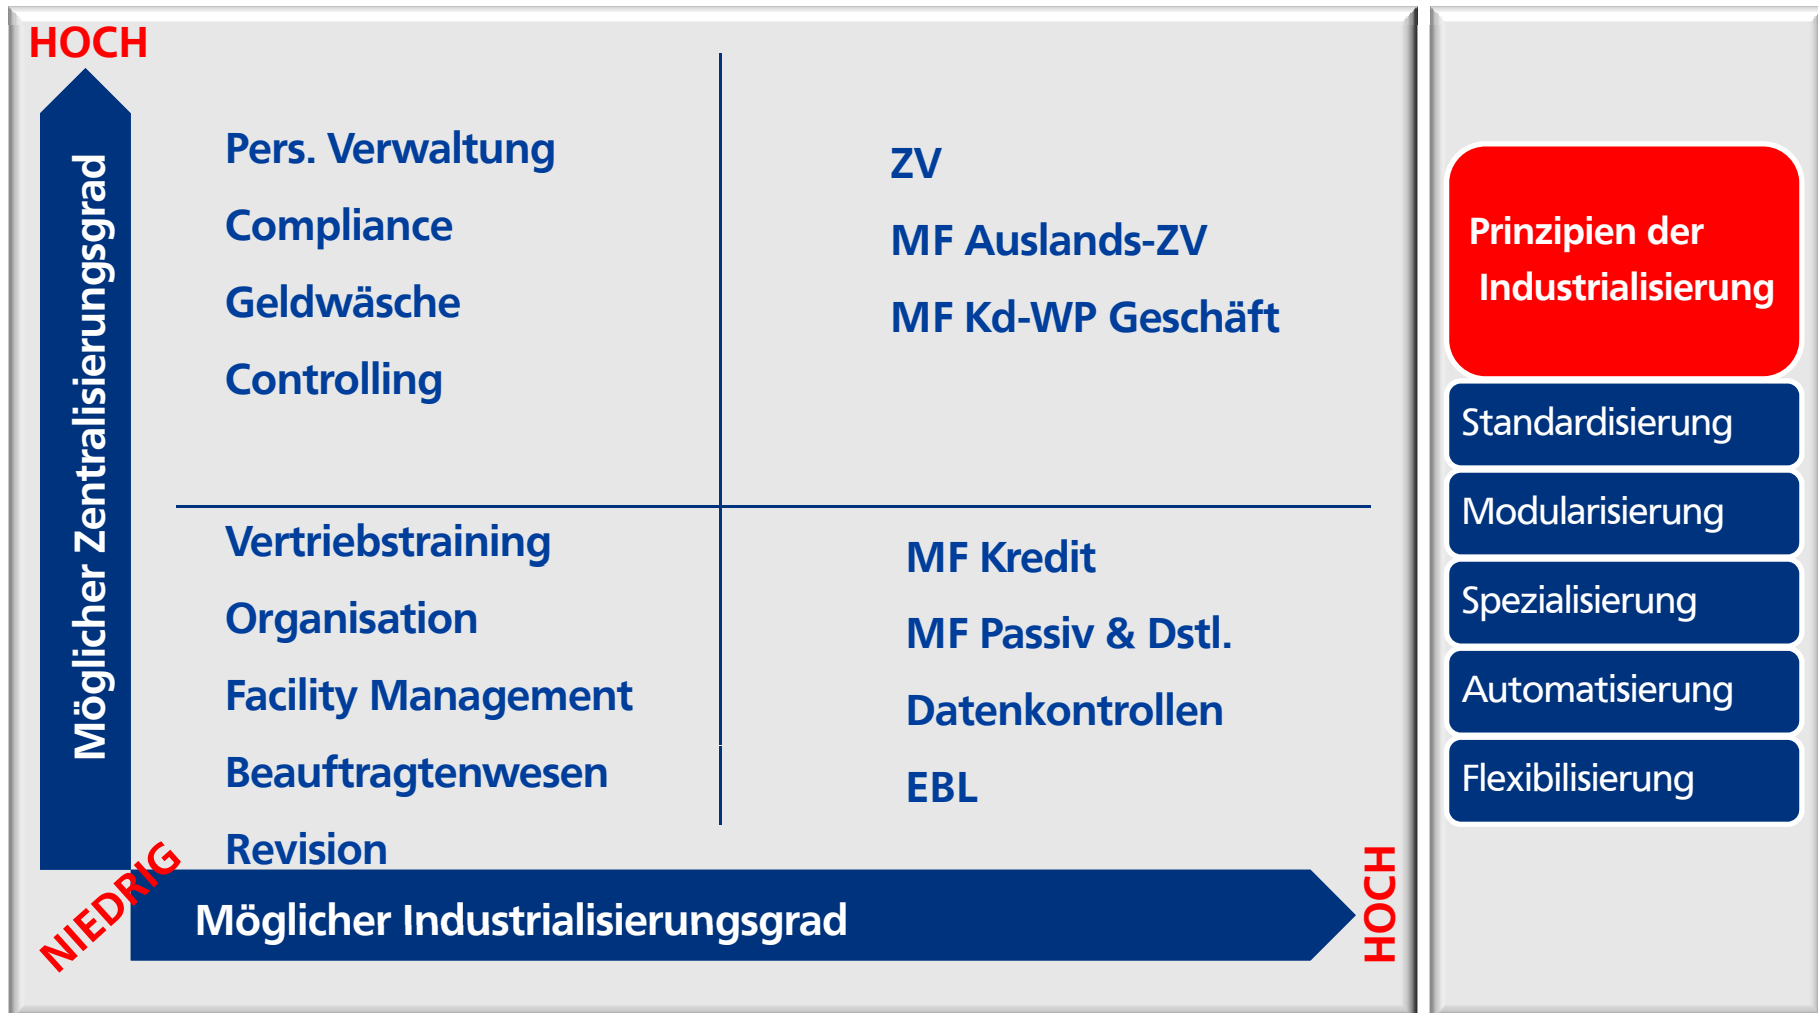 HOCH
Möglicher Zentralisierungsgrad
Pers. Verwaltung
Compliance
Geldwäsche
Controlling
ZV
MF Auslands-ZV
MF Kd-WP Geschäft
Vertriebstraining
Organisation
Facility Management
Beauftragtenwesen
Revision
MF Kredit
MF Passiv & Dstl.
Datenkontrollen
EBL
NIEDRIG
Möglicher Industrialisierungsgrad
HOCH
Prinzipien der
Industrialisierung
Standardisierung
Modularisierung
Spezialisierung
Automatisierung
Flexibilisierung